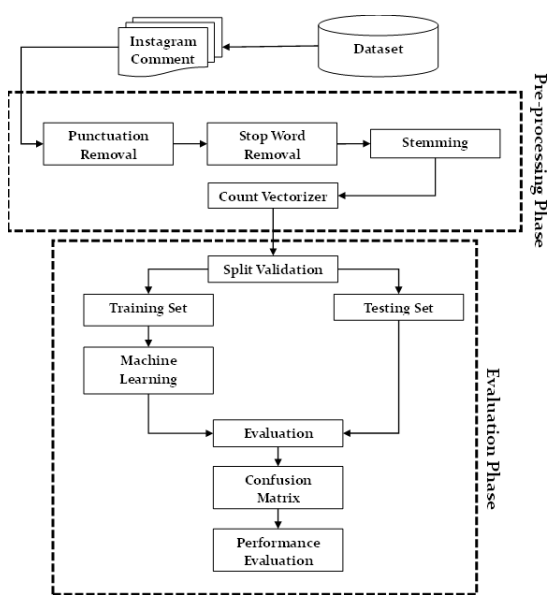 Instagram
Comment
Dataset
Pre-processing Phase
Punctuation
Removal
Stop Word
Removal
Stemming
Count Vectorizer
Split Validation
Training Set
Testing Set
Machine
Learning
Evaluation Phase
Evaluation
Confusion
Matrix
Performance
Evaluation